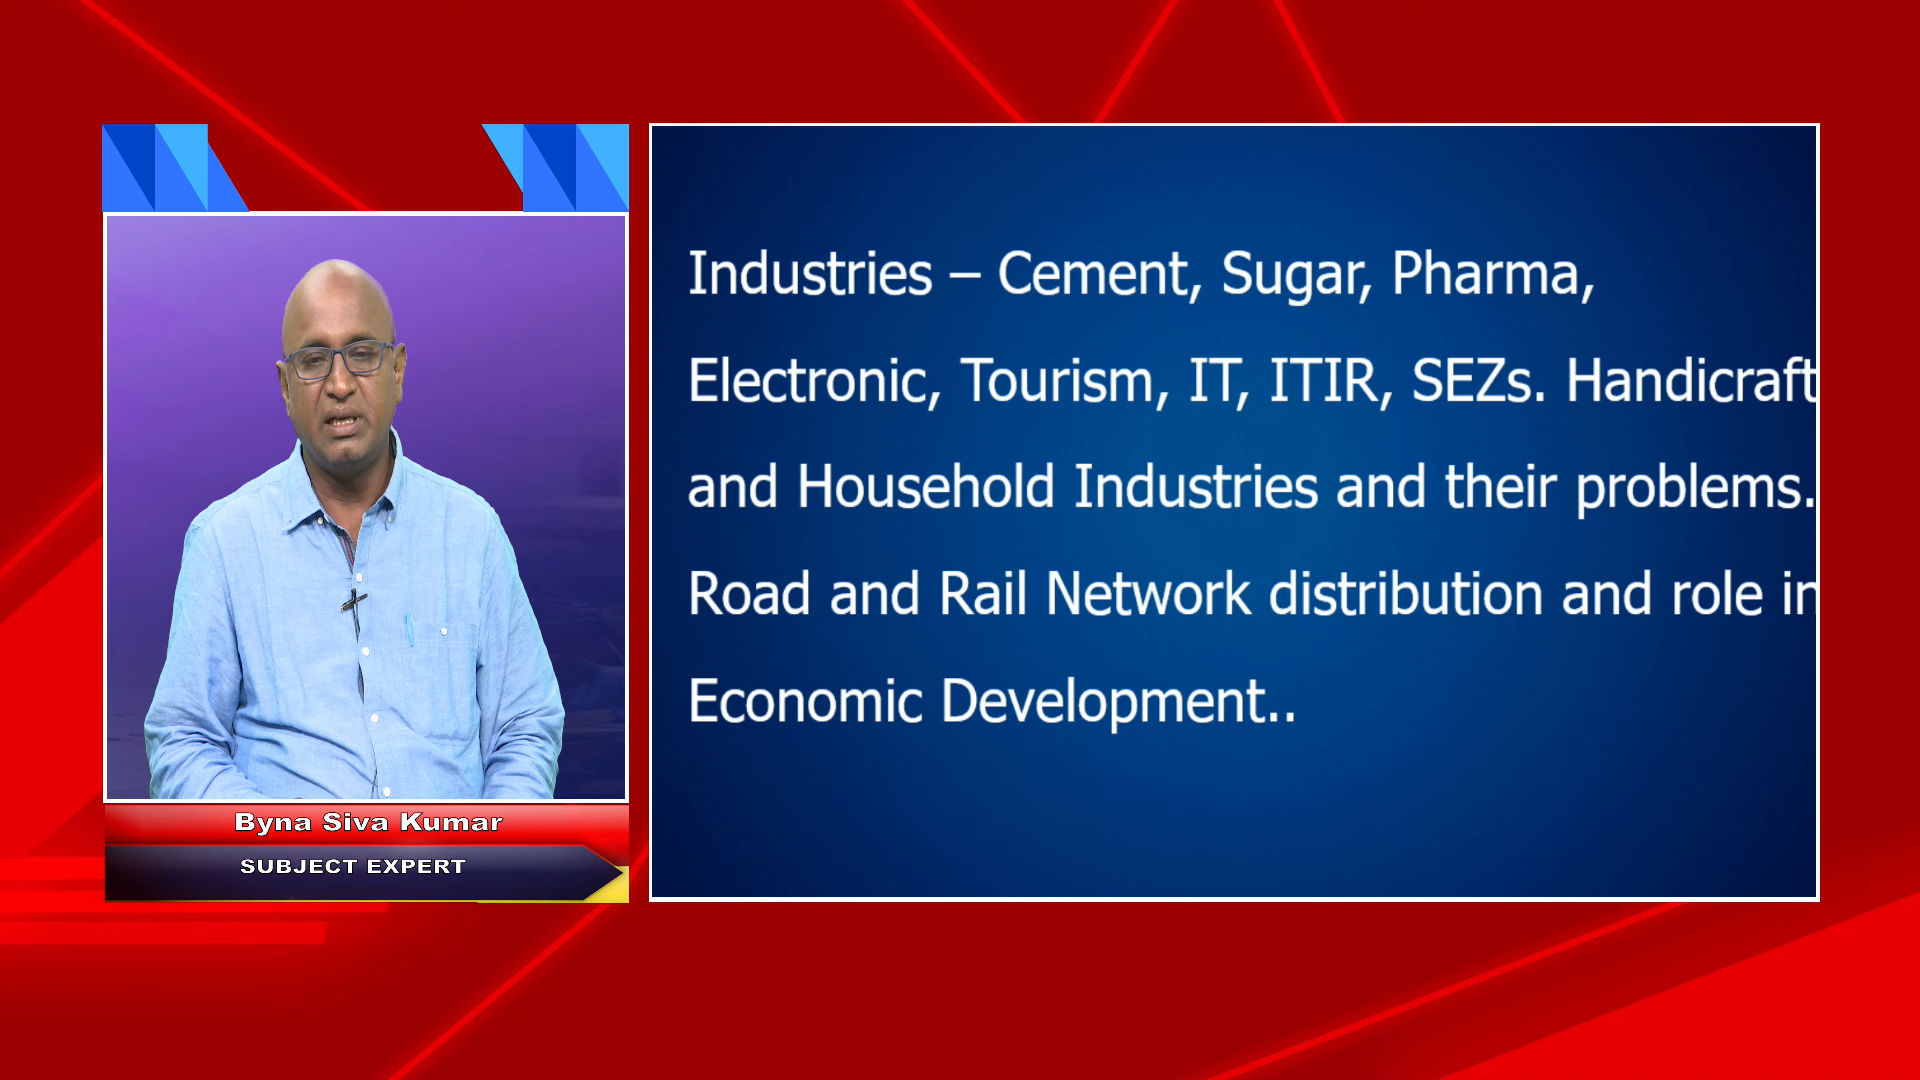 Industries – Cement, Sugar, Pharma,
Electronic, Tourism, IT, ITIR, SEZs. Handicraft
and Household Industries and their problems.
Road and Rail Network distribution and role in
Economic Development..
Byna Siva Kumar
SUBJECT EXPERT